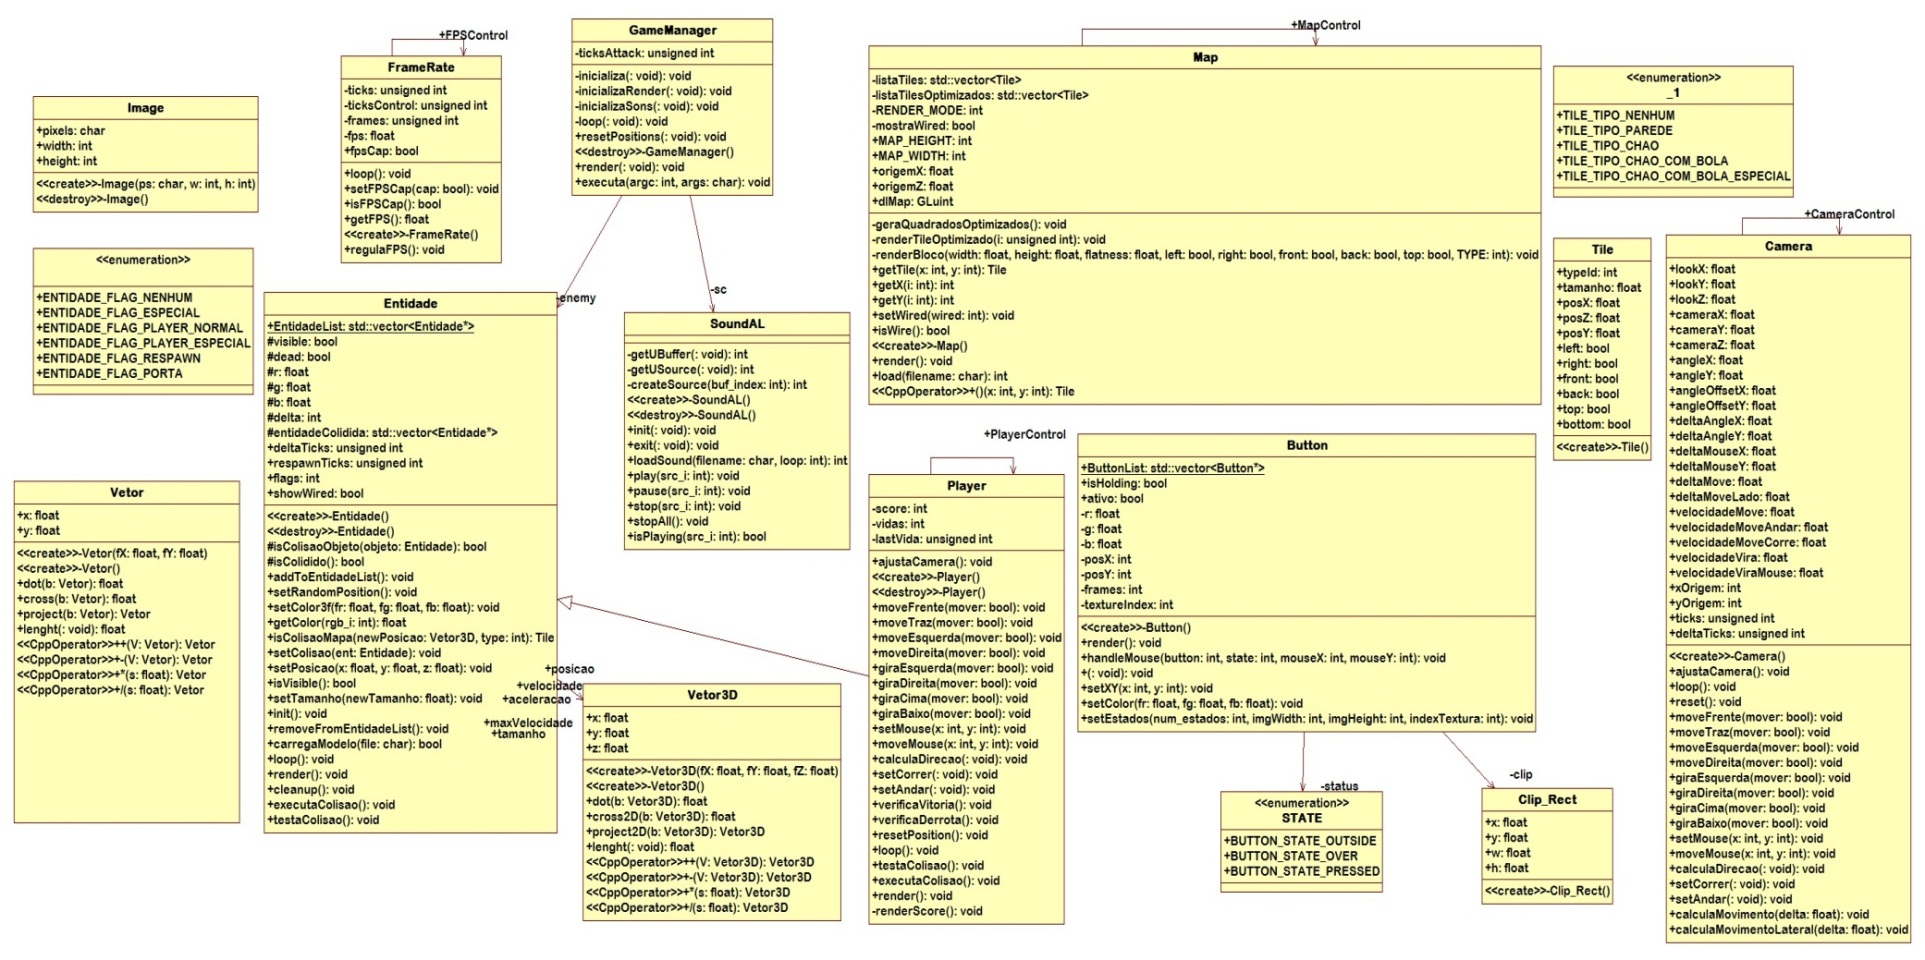 Image
+pixels: char
+width: int
+height: int
<<create>>-Image(ps: char, w: int, h: int)
<<destroy>>-Image()
<<enumeration>>
+ENTIDADE_FLAG_NENHUM
+ENTIDADE_FLAG_ESPECIAL
+ENTIDADE_FLAG_PLAYER_NORMAL
+ENTIDADE_FLAG_PLAYER_ESPECIAL
+ENTIDADE_FLAG_RESPAWN
+ENTIDADE_FLAG_PORTA
Vetor
+x: float
+y: float
<<create>>-Vetor(fX: float, fY: float)
<<create>>-Vetor()
+dot(b: Vetor): float
+cross(b: Vetor): float
+project(b: Vetor): Vetor
+lenght(: void): float
<<CppOperator>>++(V: Vetor): Vetor
<<CppOperator>>+-(V: Vetor): Vetor
<<CppOperator>>+*(s: float): Vetor
<<CppOperator>>+/(s: float): Vetor
+FPSControl
FrameRate
-ticks: unsigned int
-ticksControl: unsigned int
-frames: unsigned int
-fps: float
+fpsCap: bool
+loop(): void
+setFPSCap(cap: bool): void
+isFPSCap(): bool
+getFPS(): float
<<create>>-FrameRate()
+regulaFPS(): void
GameManager
-ticksAttack: unsigned int
-inicializa(: void): void
-inicializaRender(: void): void
-inicializaSons(: void): void
-loop(: void): void
+resetPositions(: void): void
<<destroy>>-GameManager()
+render(: void): void
+executa(argc: int, args: char): void
-enemy
-sc
Entidade
+EntidadeList: std::vector<Entidade*>
#visible: bool
#dead: bool
#r: float
#g: float
#b: float
#delta: int
#entidadeColidida: std::vector<Entidade*>
+deltaTicks: unsigned int
+respawnTicks: unsigned int
+flags: int
+showWired: bool
<<create>>-Entidade()
<<destroy>>-Entidade()
#isColisaoObjeto(objeto: Entidade): bool
#isColidido(): bool
+addToEntidadeList(): void
+setRandomPosition(): void
+setColor3f(fr: float, fg: float, fb: float): void
+getColor(rgb_i: int): float
+isColisaoMapa(newPosicao: Vetor3D, type: int): Tile
+setColisao(ent: Entidade): void
+setPosicao(x: float, y: float, z: float): void
+isVisible(): bool
+setTamanho(newTamanho: float): void
+init(): void
+removeFromEntidadeList(): void
+carregaModelo(file: char): bool
+loop(): void
+render(): void
+cleanup(): void
+executaColisao(): void
+testaColisao(): void
SoundAL
-getUBuffer(: void): int
-getUSource(: void): int
-createSource(buf_index: int): int
<<create>>-SoundAL()
<<destroy>>-SoundAL()
+init(: void): void
+exit(: void): void
+loadSound(filename: char, loop: int): int
+play(src_i: int): void
+pause(src_i: int): void
+stop(src_i: int): void
+stopAll(): void
+isPlaying(src_i: int): bool
+posicao
+velocidade
+aceleracao
+maxVelocidade
+tamanho
Vetor3D
+x: float
+y: float
+z: float
<<create>>-Vetor3D(fX: float, fY: float, fZ: float)
<<create>>-Vetor3D()
+dot(b: Vetor3D): float
+cross2D(b: Vetor3D): float
+project2D(b: Vetor3D): Vetor3D
+lenght(: void): float
<<CppOperator>>++(V: Vetor3D): Vetor3D
<<CppOperator>>+-(V: Vetor3D): Vetor3D
<<CppOperator>>+*(s: float): Vetor3D
<<CppOperator>>+/(s: float): Vetor3D
+MapControl
Map
-listaTiles: std::vector<Tile>
-listaTilesOptimizados: std::vector<Tile>
-RENDER_MODE: int
-mostraWired: bool
+MAP_HEIGHT: int
+MAP_WIDTH: int
+origemX: float
+origemZ: float
+dlMap: GLuint
-geraQuadradosOptimizados(): void
-renderTileOptimizado(i: unsigned int): void
-renderBloco(width: float, height: float, flatness: float, left: bool, right: bool, front: bool, back: bool, top: bool, TYPE: int): void
+getTile(x: int, y: int): Tile
+getX(i: int): int
+getY(i: int): int
+setWired(wired: int): void
+isWire(): bool
<<create>>-Map()
+render(): void
+load(filename: char): int
<<CppOperator>>+()(x: int, y: int): Tile
+PlayerControl
Player
-score: int
-vidas: int
-lastVida: unsigned int
+ajustaCamera(): void
<<create>>-Player()
<<destroy>>-Player()
+moveFrente(mover: bool): void
+moveTraz(mover: bool): void
+moveEsquerda(mover: bool): void
+moveDireita(mover: bool): void
+giraEsquerda(mover: bool): void
+giraDireita(mover: bool): void
+giraCima(mover: bool): void
+giraBaixo(mover: bool): void
+setMouse(x: int, y: int): void
+moveMouse(x: int, y: int): void
+calculaDirecao(: void): void
+setCorrer(: void): void
+setAndar(: void): void
+verificaVitoria(): void
+verificaDerrota(): void
+resetPosition(): void
+loop(): void
+testaColisao(): void
+executaColisao(): void
+render(): void
-renderScore(): void
Button
+ButtonList: std::vector<Button*>
+isHolding: bool
+ativo: bool
-r: float
-g: float
-b: float
-posX: int
-posY: int
-frames: int
-textureIndex: int
<<create>>-Button()
+render(): void
+handleMouse(button: int, state: int, mouseX: int, mouseY: int): void
+(: void): void
+setXY(x: int, y: int): void
+setColor(fr: float, fg: float, fb: float): void
+setEstados(num_estados: int, imgWidth: int, imgHeight: int, indexTextura: int): void
-status
-clip
<<enumeration>>
STATE
+BUTTON_STATE_OUTSIDE
+BUTTON_STATE_OVER
+BUTTON_STATE_PRESSED
Clip_Rect
+x: float
+y: float
+w: float
+h: float
<<create>>-Clip_Rect()
<<enumeration>>
_1
+TILE_TIPO_NENHUM
+TILE_TIPO_PAREDE
+TILE_TIPO_CHAO
+TILE_TIPO_CHAO_COM_BOLA
+TILE_TIPO_CHAO_COM_BOLA_ESPECIAL
Tile
+typeId: int
+tamanho: float
+posX: float
+posZ: float
+posY: float
+left: bool
+right: bool
+front: bool
+back: bool
+top: bool
+bottom: bool
<<create>>-Tile()
+CameraControl
Camera
+lookX: float
+lookY: float
+lookZ: float
+cameraX: float
+cameraY: float
+cameraZ: float
+angleX: float
+angleY: float
+angleOffsetX: float
+angleOffsetY: float
+deltaAngleX: float
+deltaAngleY: float
+deltaMouseX: float
+deltaMouseY: float
+deltaMove: float
+deltaMoveLado: float
+velocidadeMove: float
+velocidadeMoveAndar: float
+velocidadeMoveCorre: float
+velocidadeVira: float
+velocidadeViraMouse: float
+xOrigem: int
+yOrigem: int
+ticks: unsigned int
+deltaTicks: unsigned int
<<create>>-Camera()
+ajustaCamera(): void
+loop(): void
+reset(): void
+moveFrente(mover: bool): void
+moveTraz(mover: bool): void
+moveEsquerda(mover: bool): void
+moveDireita(mover: bool): void
+giraEsquerda(mover: bool): void
+giraDireita(mover: bool): void
+giraCima(mover: bool): void
+giraBaixo(mover: bool): void
+setMouse(x: int, y: int): void
+moveMouse(x: int, y: int): void
+calculaDirecao(: void): void
+setCorrer(: void): void
+setAndar(: void): void
+calculaMovimento(delta: float): void
+calculaMovimentoLateral(delta: float): void